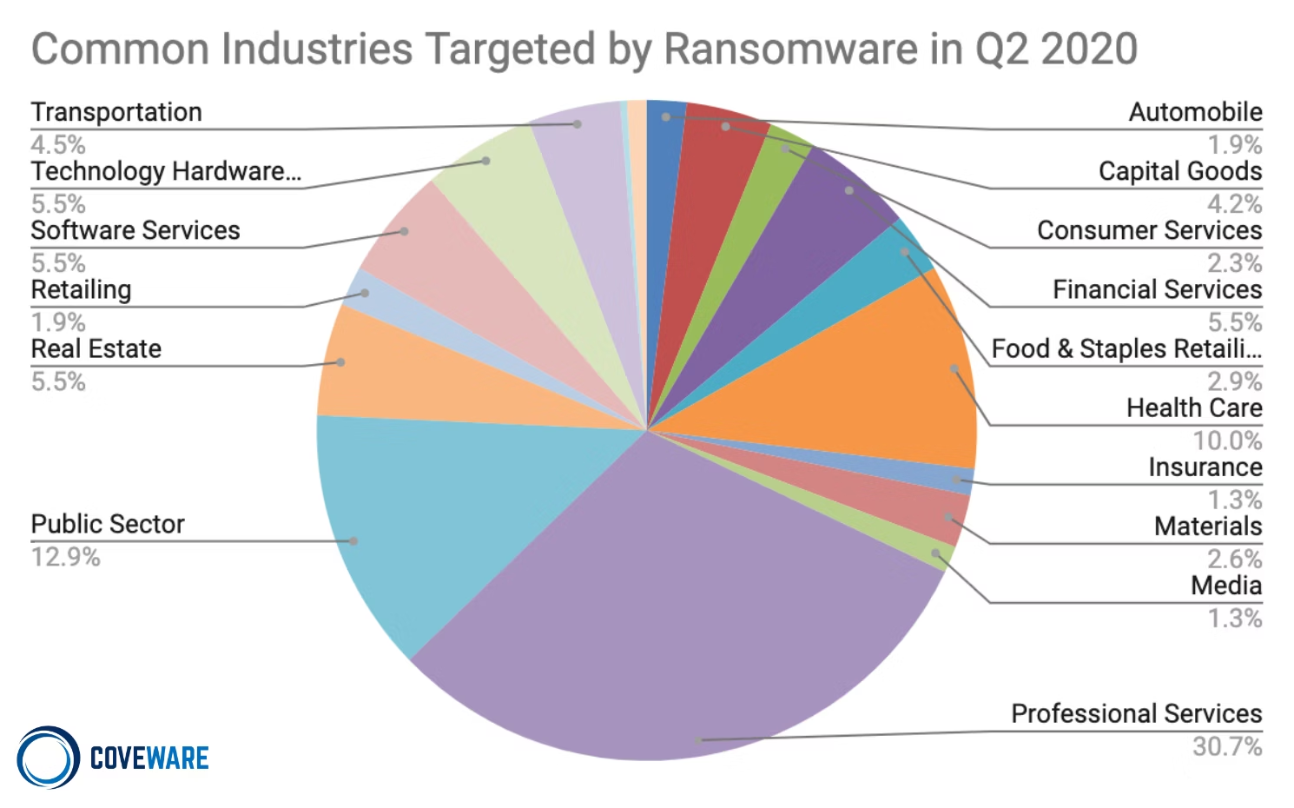 Common Industries Targeted by Ransomware in Q2 2020
Transportation
4.5%
Technology Hardware...
5.5%
Software Services
5.5%
Retailing
1.9%
Real Estate
5.5%
Public Sector
12.9%
Automobile
1.9%
Capital Goods
4.2%
Consumer Services
2.3%
Financial Services
5.5%
Food & Staples Retaili...
2.9%
Health Care
10.0%
Insurance
1.3%
Materials
2.6%
Media
1.3%
Professional Services
30.7%
COVEWARE